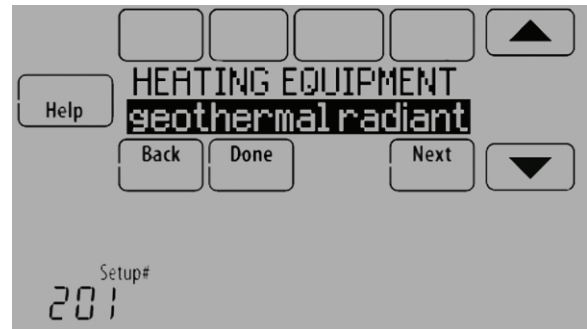 HEATING EQUIPMENT
Help
geothermal radiant
Back Done Next
Setup#
201